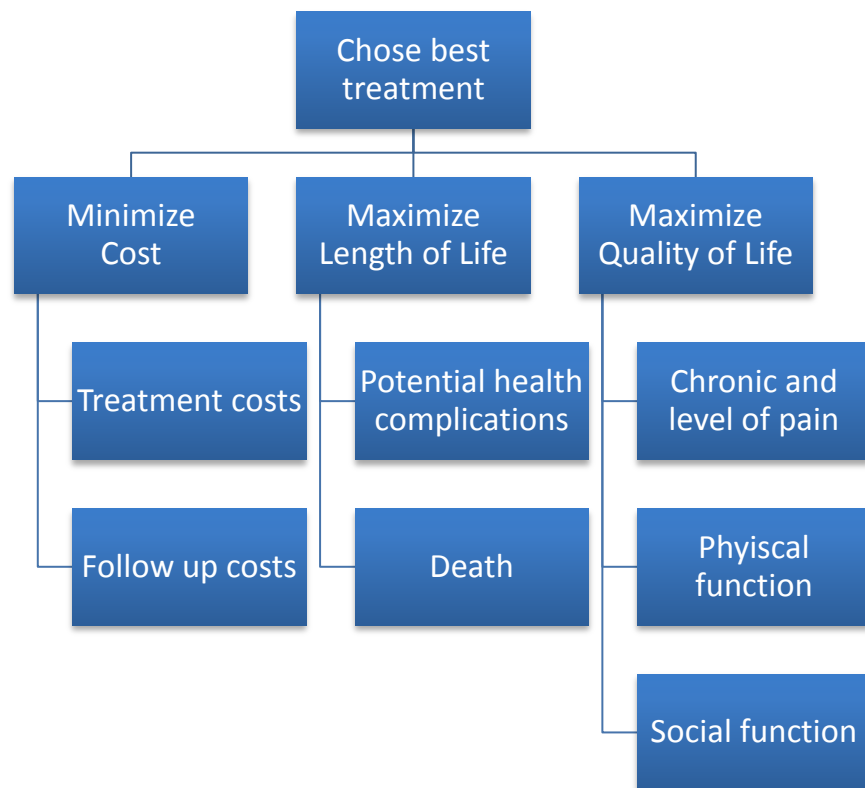 Chose best
treatment
Minimize
Cost
Maximize
Length of Life
Maximize
Quality of Life
Treatment costs
Potential health
complications
Chronic and
level of pain
Follow up costs
Death
Phyiscal
function
Social function